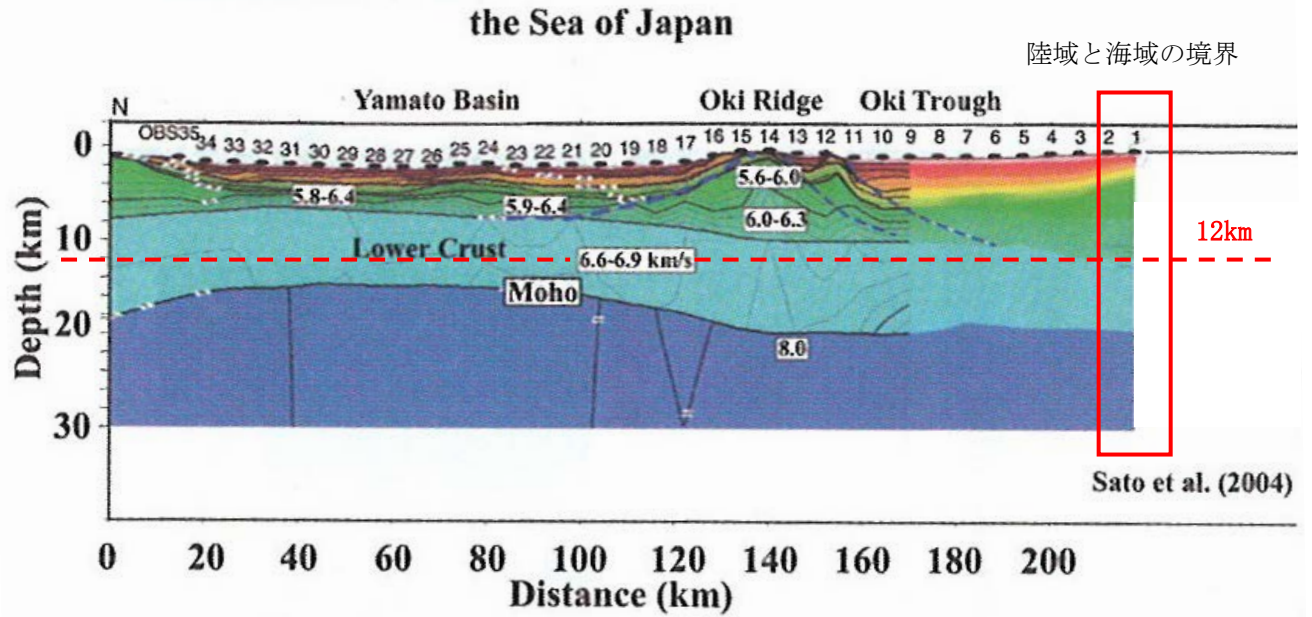 the Sea of Japan
陸域と海域の境界
Yamato Basin Oki Ridge Oki Trough
N
OBS35 34 33 32 31 30 29 28 27 26 25 24 23 22 21 20 19 18 17 16 15 14 13 12 11 10 9 8 7 6 5 4 3 2 1
0
5.6-6.0
5.8-6.4
5.9-6.4
6.0-6.3
12km
10
Lower Crust
6.6-6.9 km/s
Moho
20
8.0
30
Depth (km)
Sato et al. (2004)
0 20 40 60 80 100 120 140 160 180 200
Distance (km)